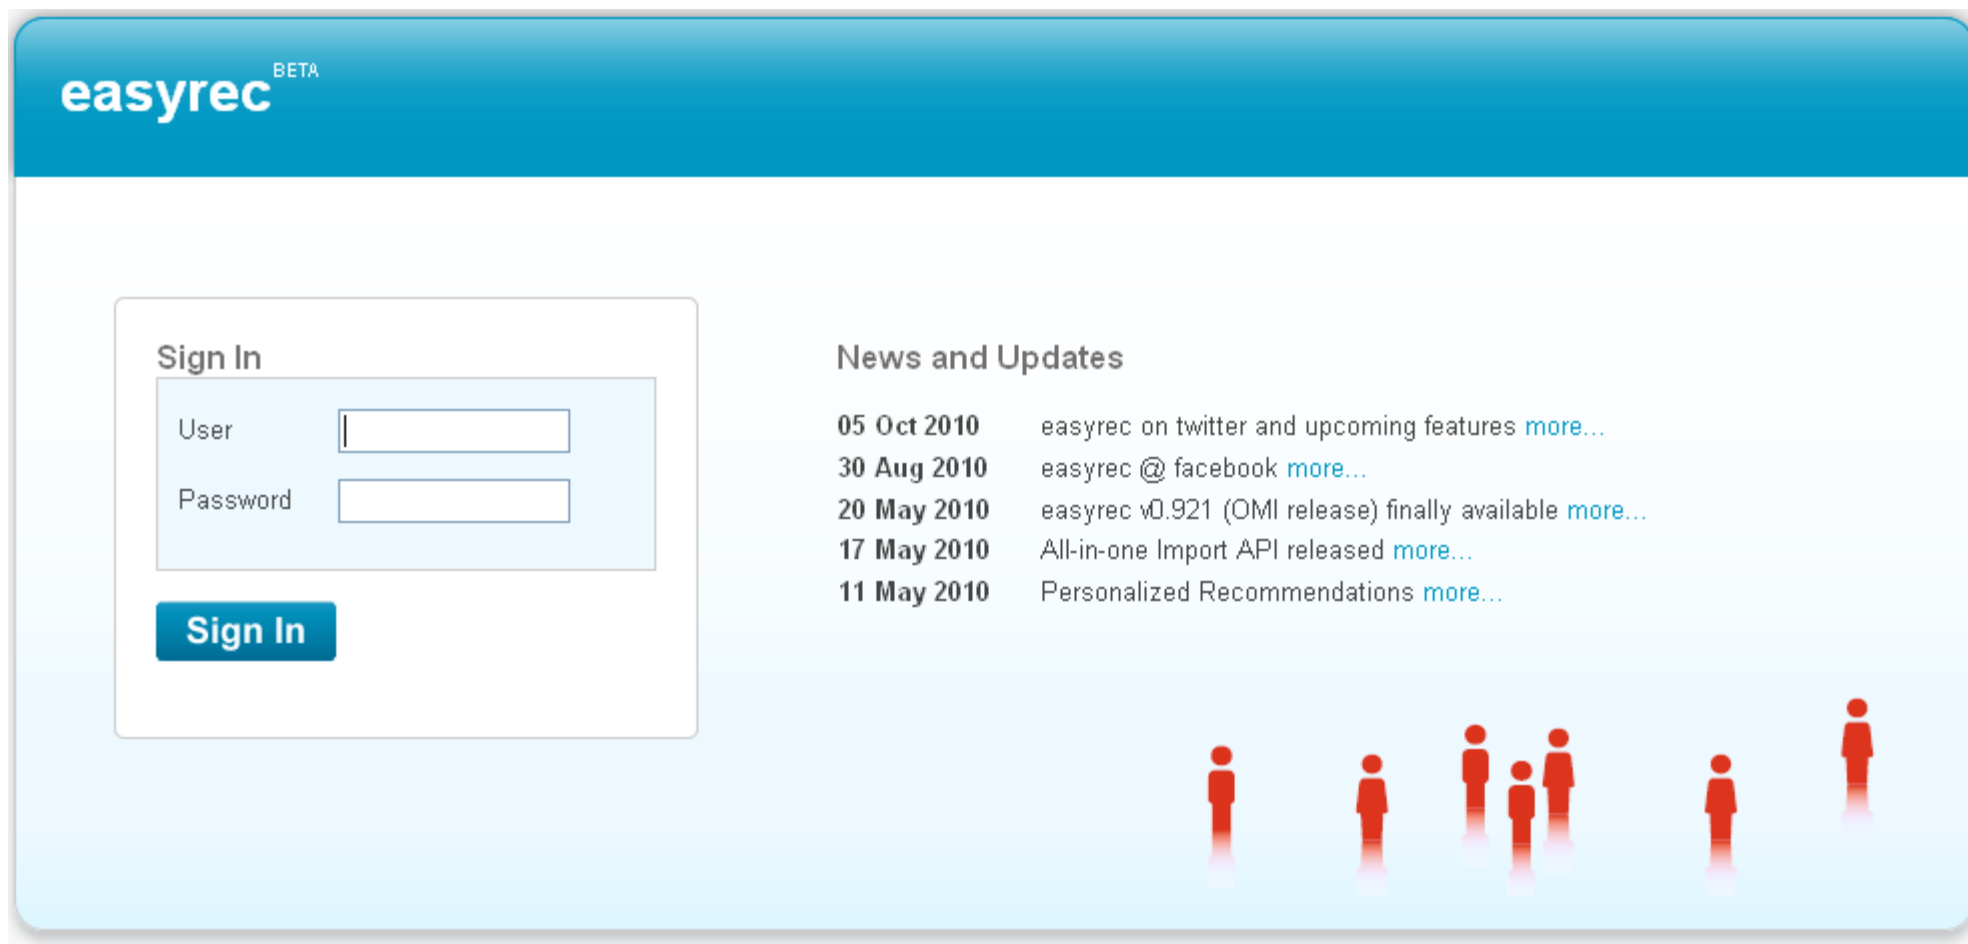 easyrec BETA
Sign In
User
Password
Sign In
News and Updates
05 Oct 2010 easyrec on twitter and upcoming features more...
30 Aug 2010 easyrec @ facebook more...
20 May 2010 easyrec v0.921 (OMI release) finally available more...
17 May 2010 All-in-one Import API released more...
11 May 2010 Personalized Recommendations more...